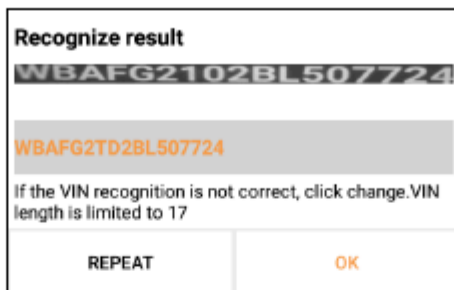 Recognize result
WBAFG2102BL507724
WBAFG2TD2BL507724
If the VIN recognition is not correct, click change.VIN
length is limited to 17
REPEAT OK